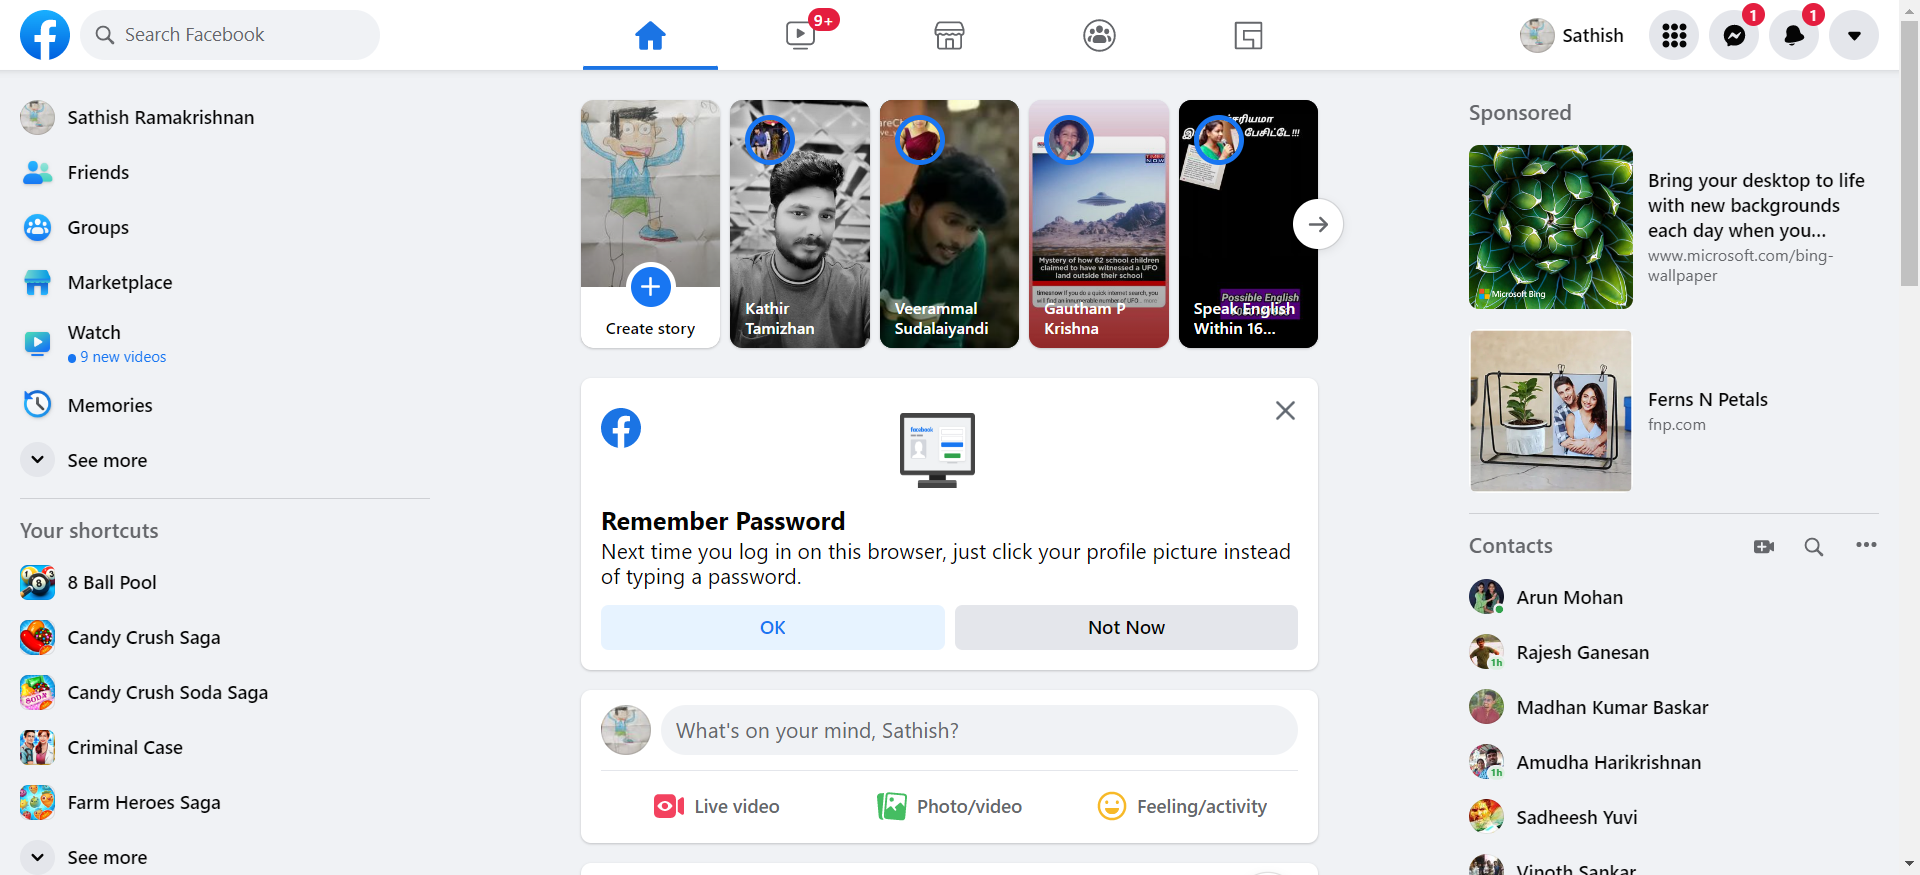 Search Facebook
9+
Sathish
1
1
Sathish Ramakrishnan
Friends
Groups
Marketplace
Watch
9 new videos
Memories
See more
Your shortcuts
8 Ball Pool
Candy Crush Saga
Candy Crush Soda Saga
Criminal Case
Farm Heroes Saga
See more
Create story
Kathir
Tamizhan
Veerammal
Sudalaiyandi
Mystery of how 62 school children
claimed to have witnessed a UFO
land outside their school
Gautham P
Krishna
பேசிட்டே !!!
Possible English
Speak English
Within 16...
facebook
Remember Password
Next time you log in on this browser, just click your profile picture instead
of typing a password.
OK
Not Now
What's on your mind, Sathish?
Live video
Photo/video
Feeling/activity
Sponsored
Microsoft Bing
Bring your desktop to life
with new backgrounds
each day when you...
www.microsoft.com/bing-
wallpaper
Ferns N Petals
fnp.com
Contacts
Arun Mohan
1h
Rajesh Ganesan
Madhan Kumar Baskar
1h
Amudha Harikrishnan
Sadheesh Yuvi
Vinoth Sankar